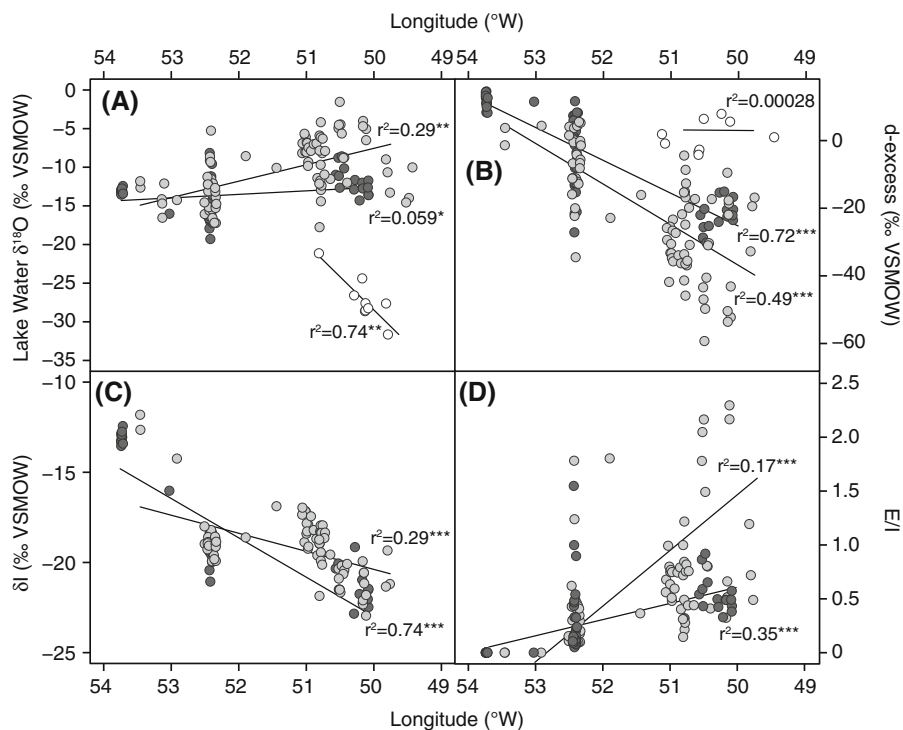 Longitude (°W)
54 53 52 51 50 49
0
−5
−10
−15
−20
−25
−30
−35
Lake Water δ¹⁸O (‰ VSMOW)
(A)
r²=0.29**
r²=0.059*
r²=0.74**
(B)
r²=0.00028
r²=0.72***
r²=0.49***
0
−20
−40
−60
d-excess (‰ VSMOW)
−10
−15
−20
−25
δI (‰ VSMOW)
(C)
r²=0.29***
r²=0.74***
(D)
r²=0.17***
r²=0.35***
2.5
2.0
1.5
1.0
0.5
0
E/I
54 53 52 51 50 49
54 53 52 51 50 49
54 53 52 51 50 49
Longitude (°W)